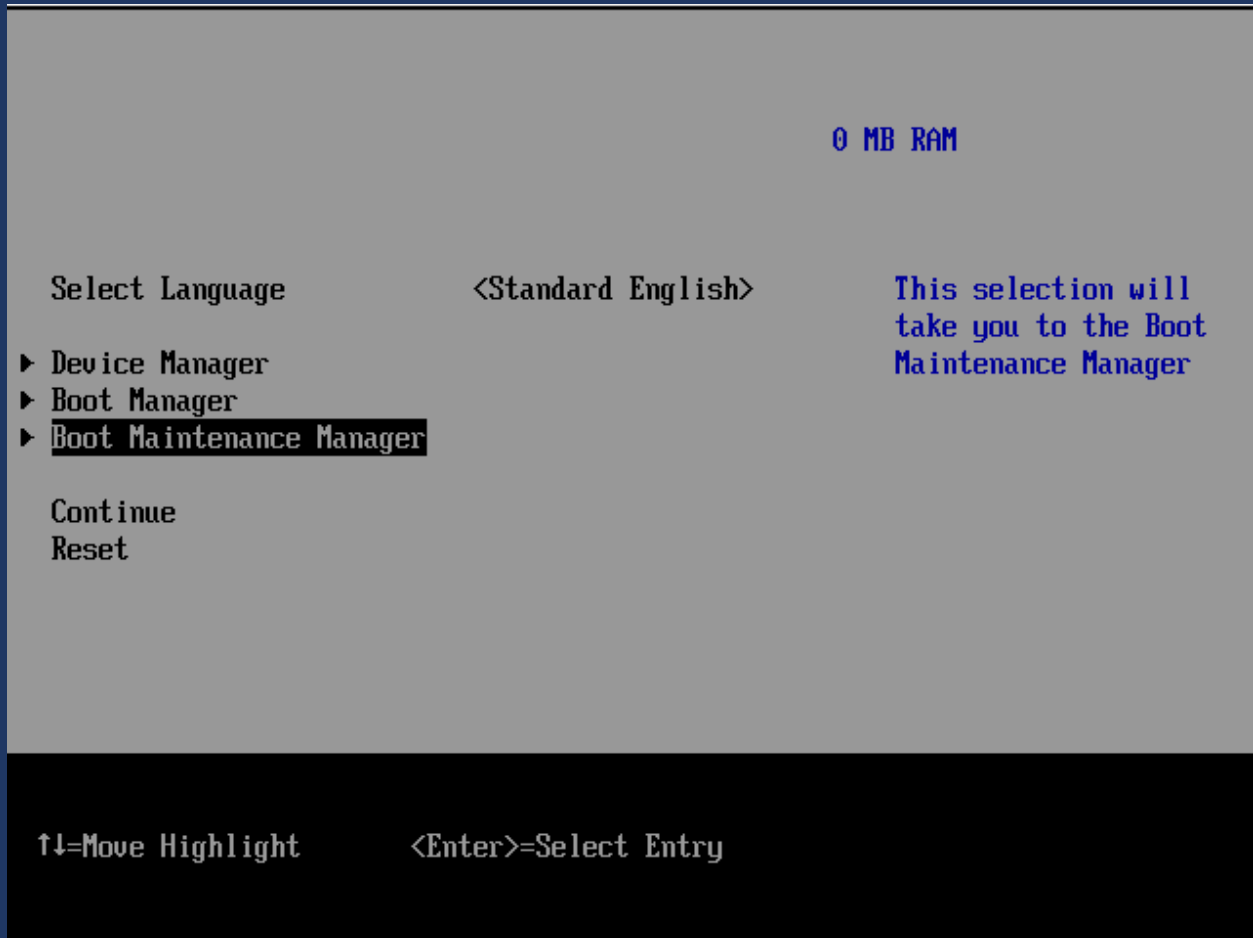 0 MB RAM
Select Language <Standard English> This selection will
take you to the Boot
▶ Device Manager Maintenance Manager
▶ Boot Manager
▶ Boot Maintenance Manager
Continue
Reset
↑↓=Move Highlight <Enter>=Select Entry